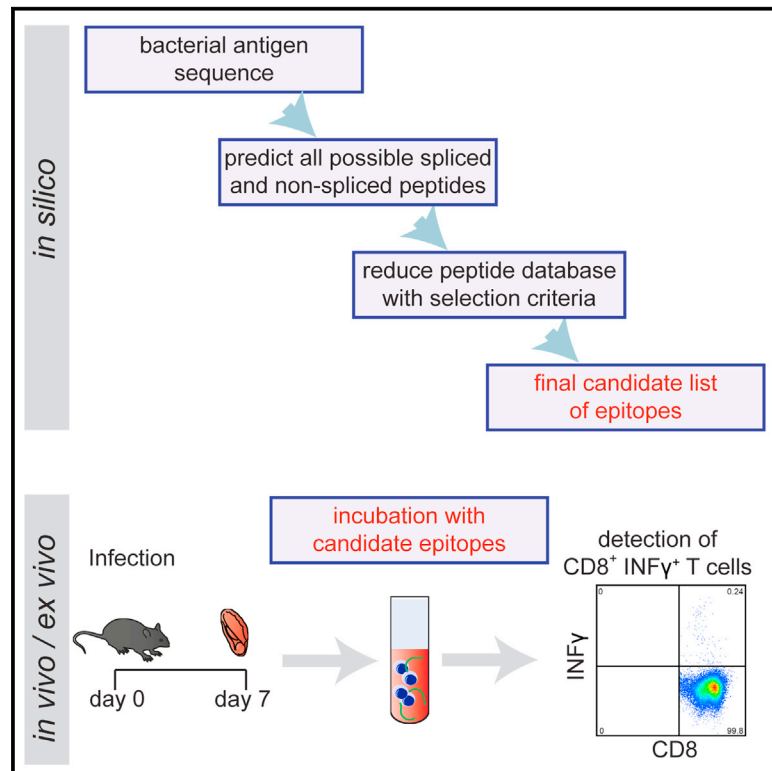 in silico
bacterial antigen
sequence
predict all possible spliced
and non-spliced peptides
reduce peptide database
with selection criteria
final candidate list
of epitopes
in vivo / ex vivo
Infection
day 0
day 7
incubation with
candidate epitopes
detection of
CD8⁺ INFγ⁺ T cells
INFγ
0
0.24
0
99.8
CD8